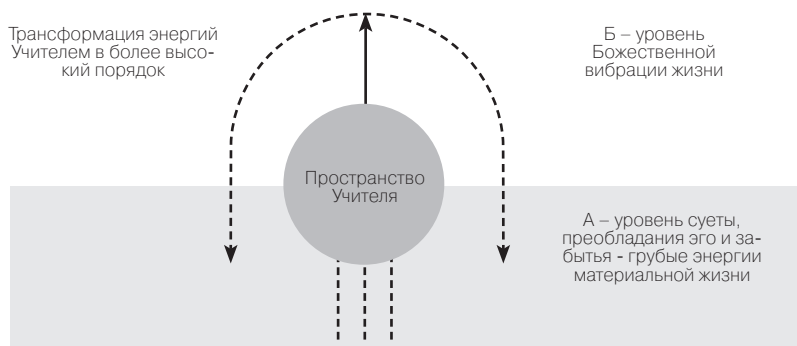 Трансформация энергий
Учителем в более высо-
кий порядок
Б – уровень
Божественной
вибрации жизни
Пространство
Учителя
А – уровень суеты,
преобладания эго и за-
бытья - грубые энергии
материальной жизни